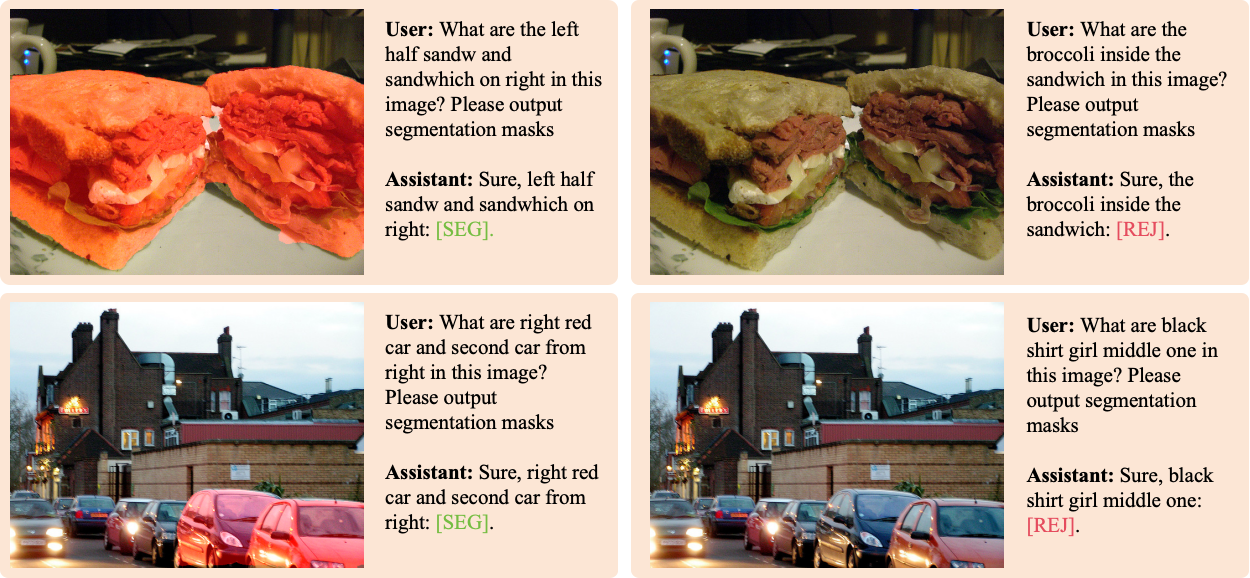 User: What are the left
half sandw and
sandwhich on right in this
image? Please output
segmentation masks
Assistant: Sure, left half
sandw and sandwhich on
right: [SEG].
User: What are the
broccoli inside the
sandwich in this image?
Please output
segmentation masks
Assistant: Sure, the
broccoli inside the
sandwich: [REJ].
User: What are right red
car and second car from
right in this image?
Please output
segmentation masks
Assistant: Sure, right red
car and second car from
right: [SEG].
User: What are black
shirt girl middle one in
this image? Please
output segmentation
masks
Assistant: Sure, black
shirt girl middle one:
[REJ].